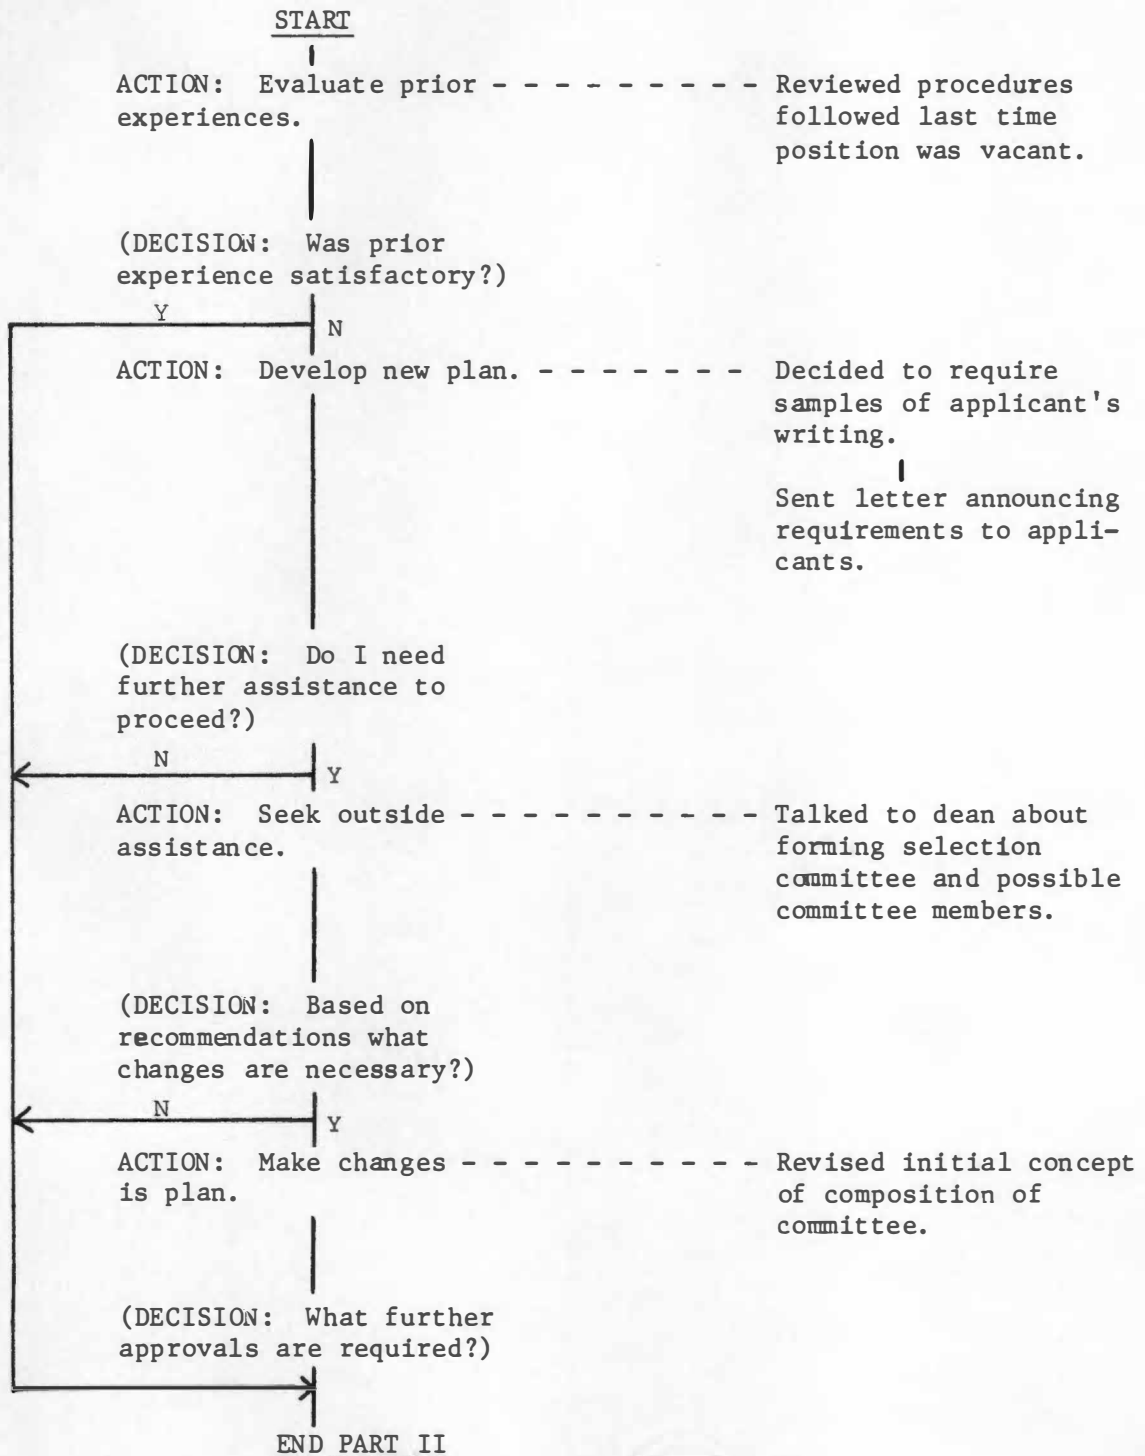 START
ACTION: Evaluate prior - - - - - - - - - - Reviewed procedures
experiences. followed last time
position was vacant.
(DECISION: Was prior
experience satisfactory?)
Y
N
ACTION: Develop new plan. - - - - - - - Decided to require
samples of applicant's
writing.
Sent letter announcing
requirements to appli-
cants.
(DECISION: Do I need
further assistance to
proceed?)
N
Y
ACTION: Seek outside - - - - - - - - - - Talked to dean about
assistance. forming selection
committee and possible
committee members.
(DECISION: Based on
recommendations what
changes are necessary?)
N
Y
ACTION: Make changes - - - - - - - - - - Revised initial concept
is plan. of composition of
committee.
(DECISION: What further
approvals are required?)
END PART II